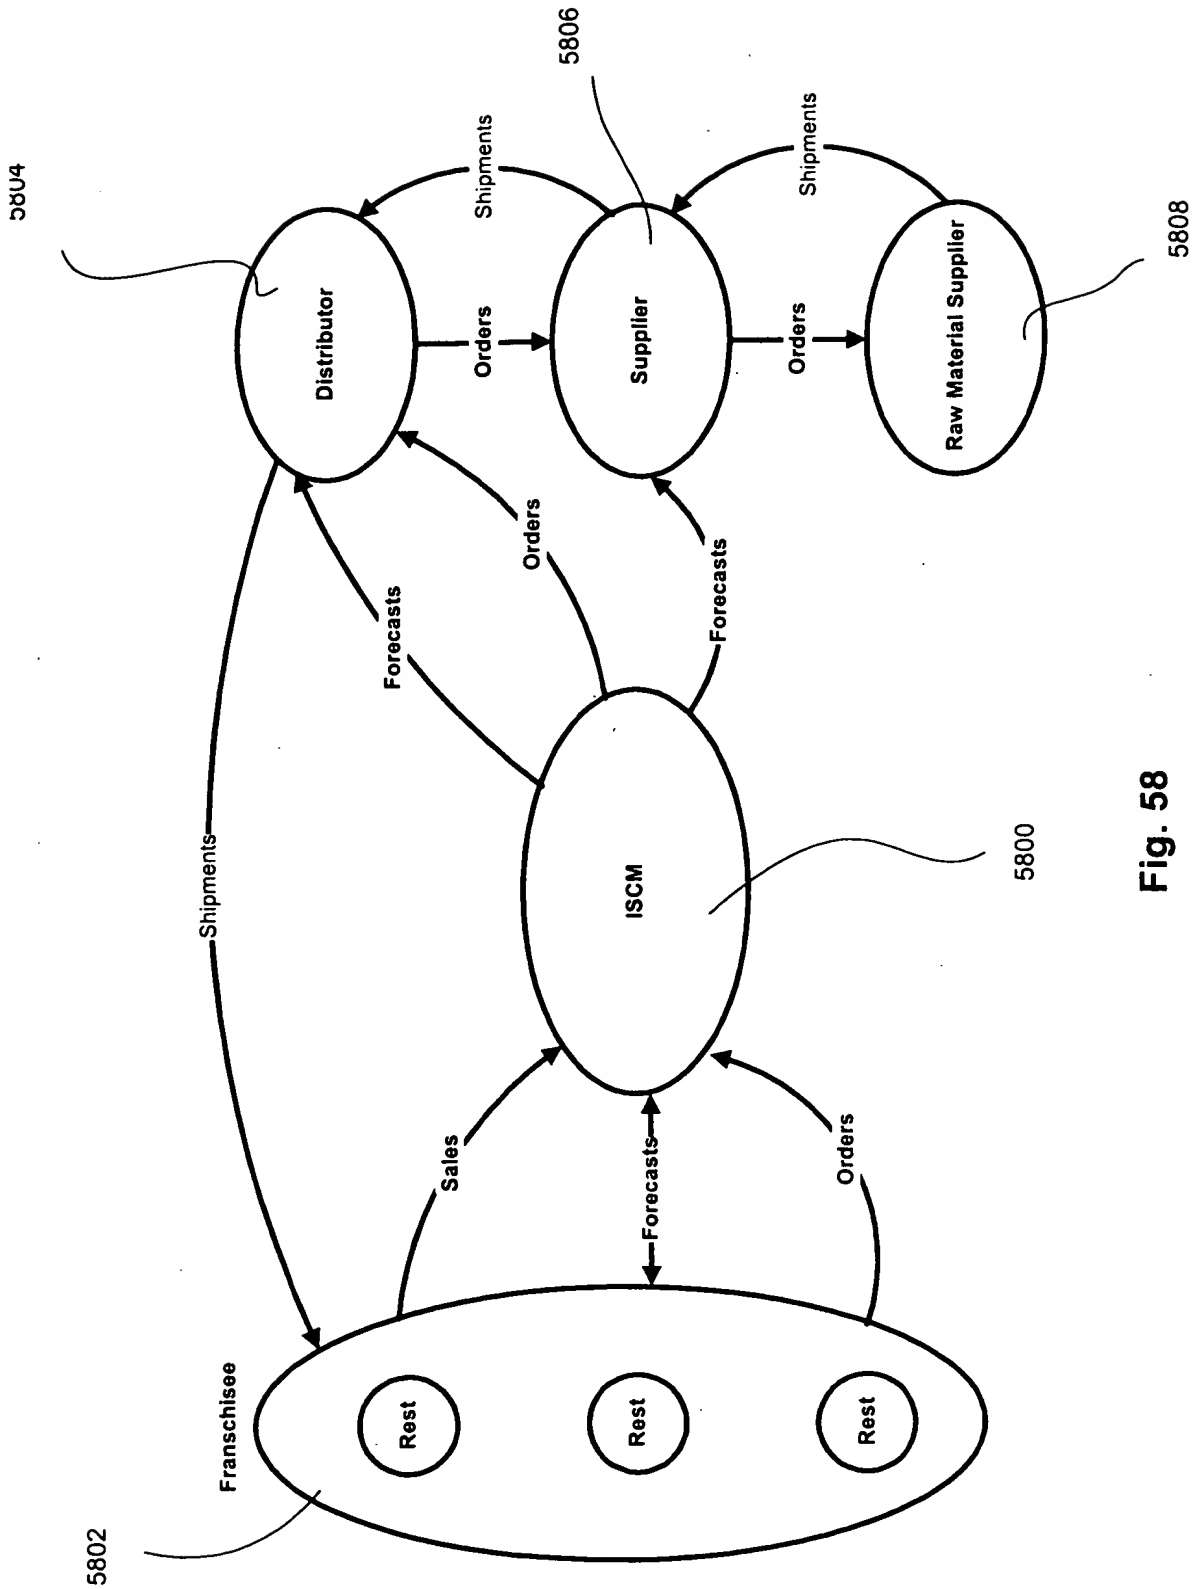 5804
Shipments
5802
Franschisee
Rest
Rest
Rest
Sales
Forecasts
Orders
ISCM
5800
Forecasts
Orders
Forecasts
Distributor
Orders
Shipments
5806
Supplier
Orders
Shipments
Raw Material Supplier
5808
Fig. 58